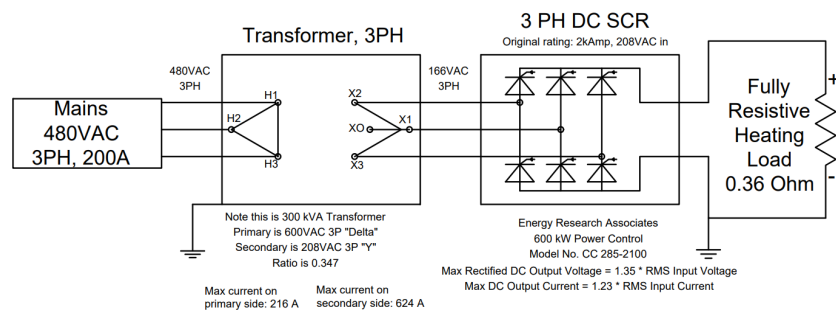 Transformer, 3PH
3 PH DC SCR
Original rating: 2kAmp, 208VAC in
480VAC
3PH
166VAC
3PH
Mains
480VAC
3PH, 200A
H1
H2
H3
X2
XO
X1
X3
Fully
Resistive
Heating
Load
0.36 Ohm
+
-
Note this is 300 kVA Transformer
Primary is 600VAC 3P "Delta"
Secondary is 208VAC 3P "Y"
Ratio is 0.347
Max current on
primary side: 216 A
Max current on
secondary side: 624 A
Energy Research Associates
600 kW Power Control
Model No. CC 285-2100
Max Rectified DC Output Voltage = 1.35 * RMS Input Voltage
Max DC Output Current = 1.23 * RMS Input Current